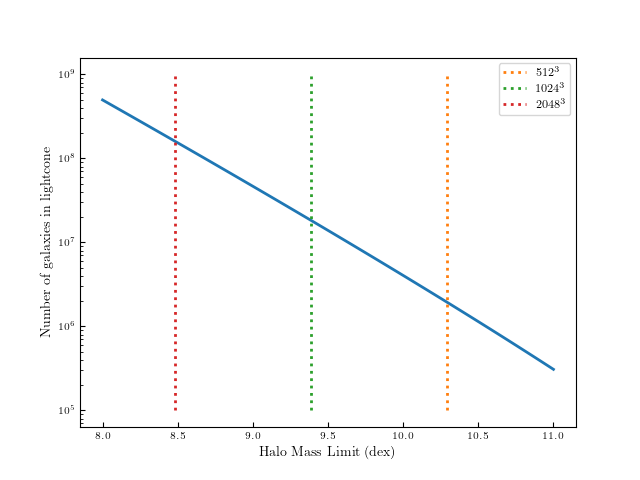 10⁹
10⁸
10⁷
10⁶
10⁵
Number of galaxies in lightcone
512³
1024³
2048³
8.0 8.5 9.0 9.5 10.0 10.5 11.0
Halo Mass Limit (dex)